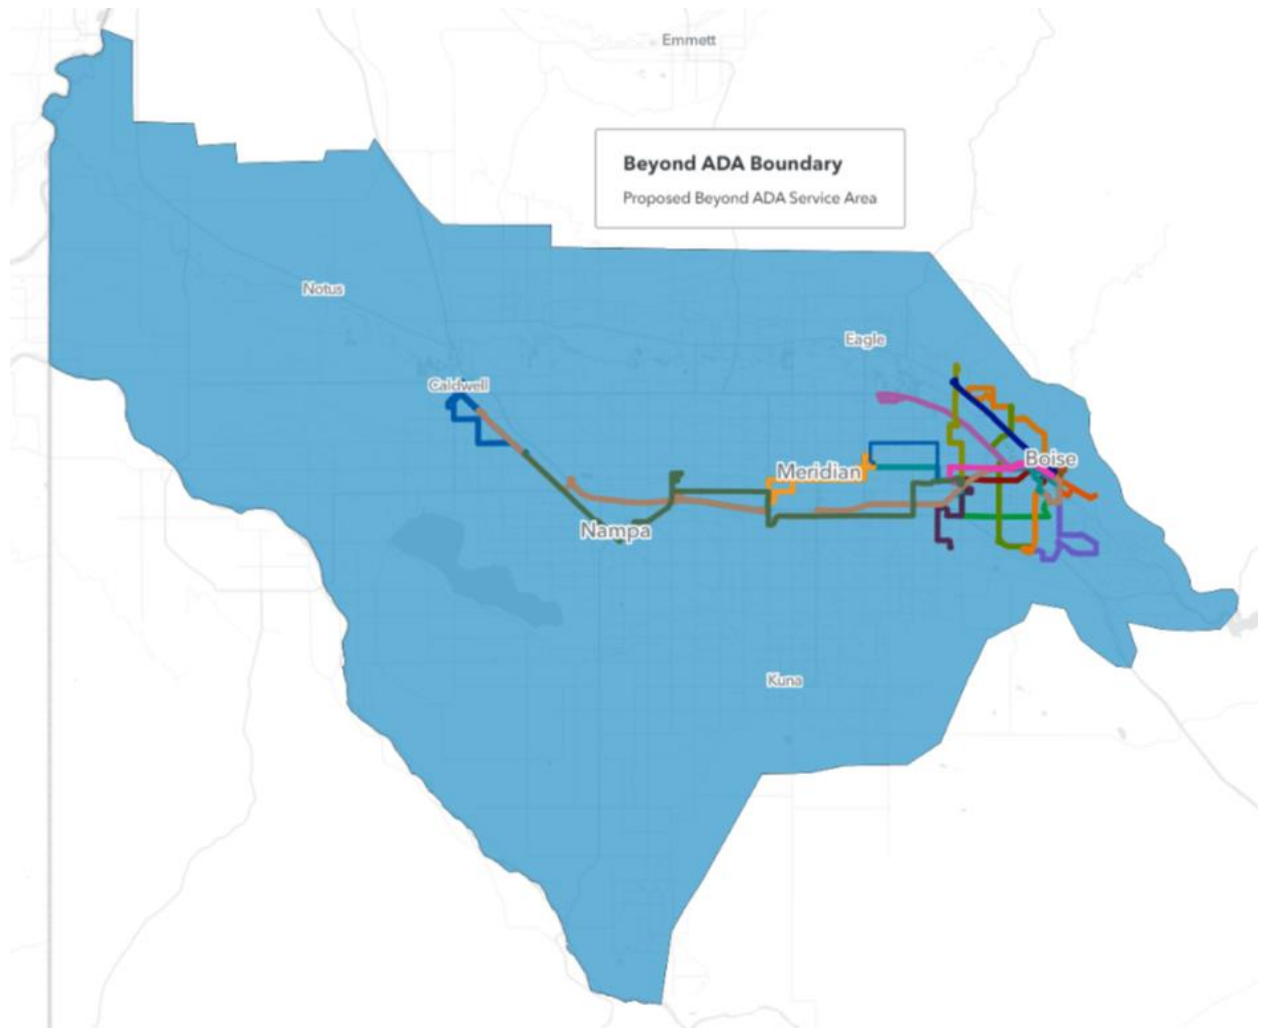 Emmett
Beyond ADA Boundary
Proposed Beyond ADA Service Area
Notus
Eagle
Caldwell
Boise
Meridian
Nampa
Kuna